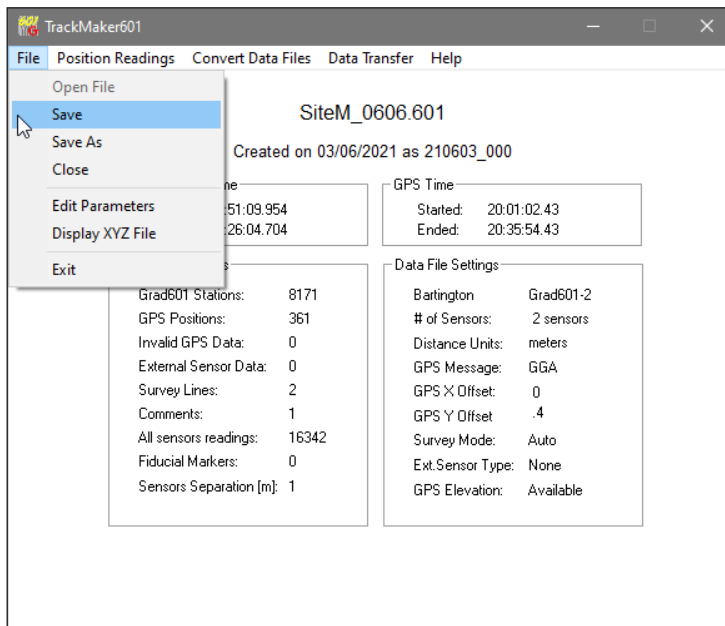 TrackMaker601
File Position Readings Convert Data Files Data Transfer Help
Open File
Save
Save As
Close
Edit Parameters
Display XYZ File
Exit
SiteM_0606.601
Created on 03/06/2021 as 210603_000
:51:09.954
:26:04.704
GPS Time
Started: 20:01:02.43
Ended: 20:35:54.43
Grad601 Stations: 8171
GPS Positions: 361
Invalid GPS Data: 0
External Sensor Data: 0
Survey Lines: 2
Comments: 1
All sensors readings: 16342
Fiducial Markers: 0
Sensors Separation [m]: 1
Data File Settings
Bartington Grad601-2
# of Sensors: 2 sensors
Distance Units: meters
GPS Message: GGA
GPS X Offset: 0
GPS Y Offset .4
Survey Mode: Auto
Ext.Sensor Type: None
GPS Elevation: Available